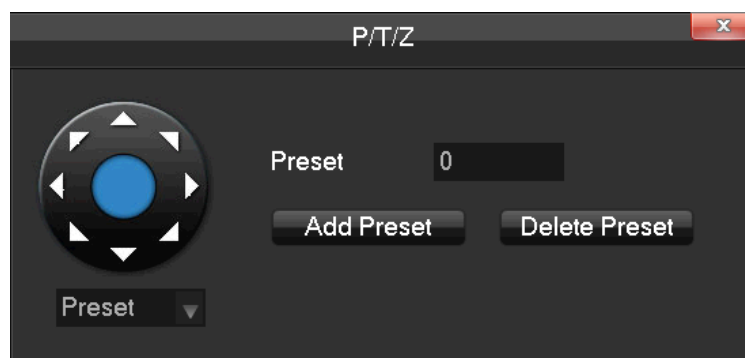 P/T/Z
x
Preset 0
Add Preset Delete Preset
Preset